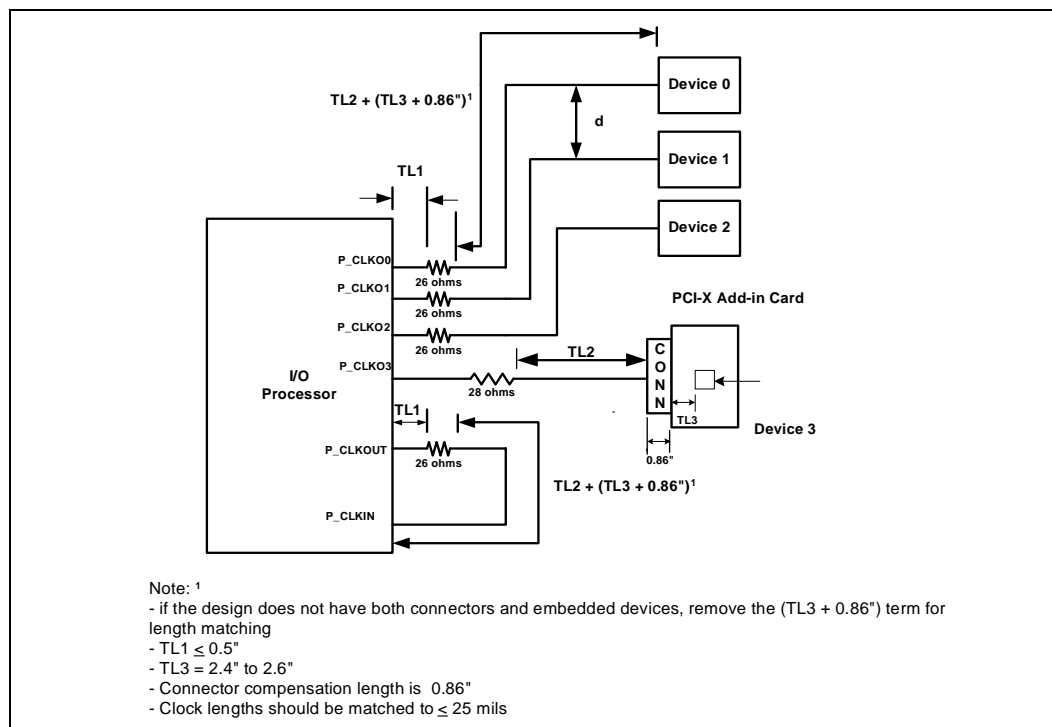 Device 0
TL2 + (TL3 + 0.86")¹
d
Device 1
TL1
Device 2
P_CLKO0
26 ohms
P_CLKO1
26 ohms
PCI-X Add-in Card
P_CLKO2
26 ohms
TL2
CONN
P_CLKO3
I/O
Processor
28 ohms
TL1
TL3
Device 3
P_CLKOUT
26 ohms
0.86"
TL2 + (TL3 + 0.86")¹
P_CLKIN
Note: ¹
- if the design does not have both connectors and embedded devices, remove the (TL3 + 0.86") term for
length matching
- TL1 ≤ 0.5"
- TL3 = 2.4" to 2.6"
- Connector compensation length is 0.86"
- Clock lengths should be matched to ≤ 25 mils